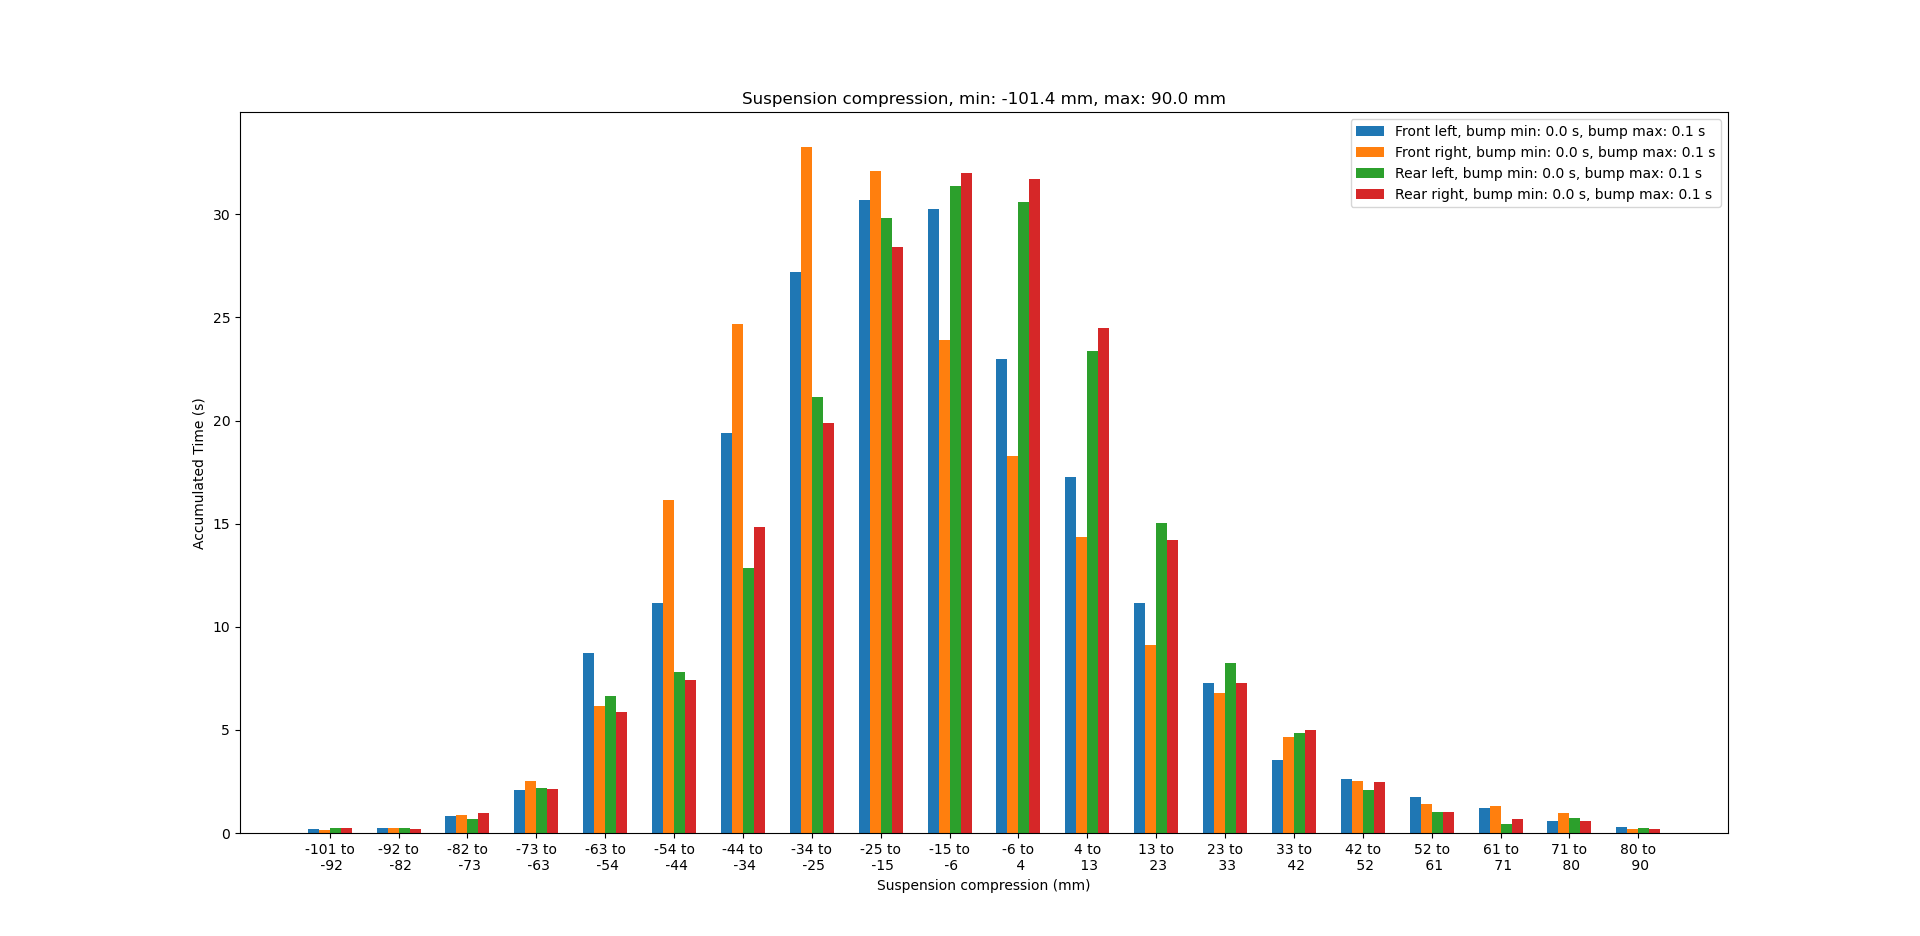 Suspension compression, min: -101.4 mm, max: 90.0 mm
Front left, bump min: 0.0 s, bump max: 0.1 s
Front right, bump min: 0.0 s, bump max: 0.1 s
Rear left, bump min: 0.0 s, bump max: 0.1 s
Rear right, bump min: 0.0 s, bump max: 0.1 s
Accumulated Time (s)
30
25
20
15
10
5
0
-101 to -92 to -82 to -73 to -63 to -54 to -44 to -34 to -25 to -15 to -6 to 4 to 13 to 23 to 33 to 42 to 52 to 61 to 71 to 80 to
-92 -82 -73 -63 -54 -44 -34 -25 -15 -6 4 13 23 33 42 52 61 71 80 90
Suspension compression (mm)